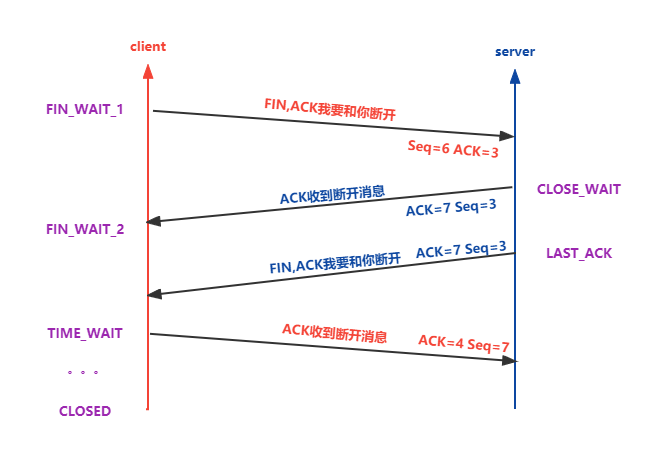 client
server
FIN_WAIT_1
FIN,ACK我要和你断开
Seq=6 ACK=3
ACK收到断开消息
CLOSE_WAIT
ACK=7 Seq=3
FIN_WAIT_2
FIN,ACK我要和你断开
ACK=7 Seq=3
LAST_ACK
TIME_WAIT
ACK收到断开消息
ACK=4 Seq=7
。。。
CLOSED